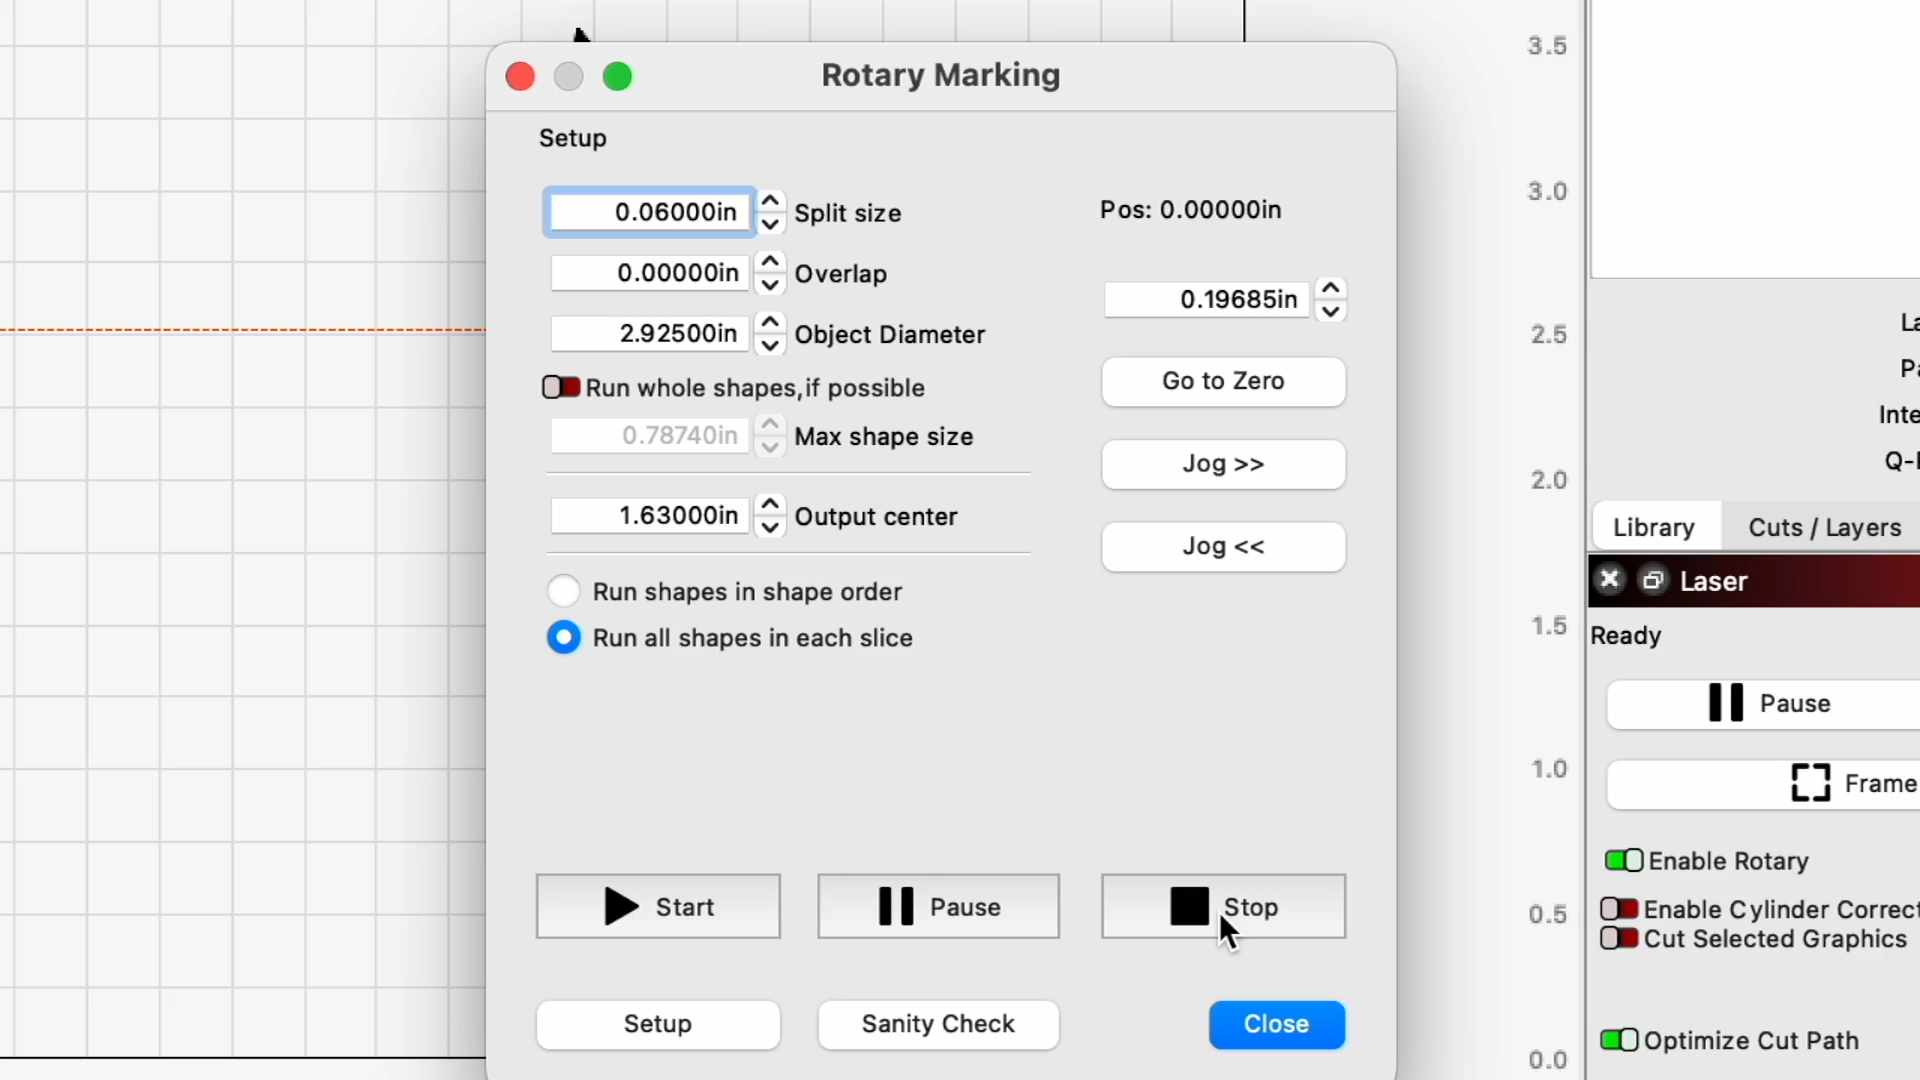 Rotary Marking
Setup
0.06000in Split size
0.00000in Overlap
2.92500in Object Diameter
Run whole shapes,if possible
0.78740in Max shape size
1.63000in Output center
Run shapes in shape order
Run all shapes in each slice
Pos: 0.00000in
0.19685in
Go to Zero
Jog >>
Jog <<
Start
Pause
Stop
Setup
Sanity Check
Close
3.5
3.0
2.5
2.0
1.5
1.0
0.5
0.0
Library Cuts / Layers
Laser
Ready
Pause
Frame
Enable Rotary
Enable Cylinder
Cut Selected Graphics
Optimize Cut Path